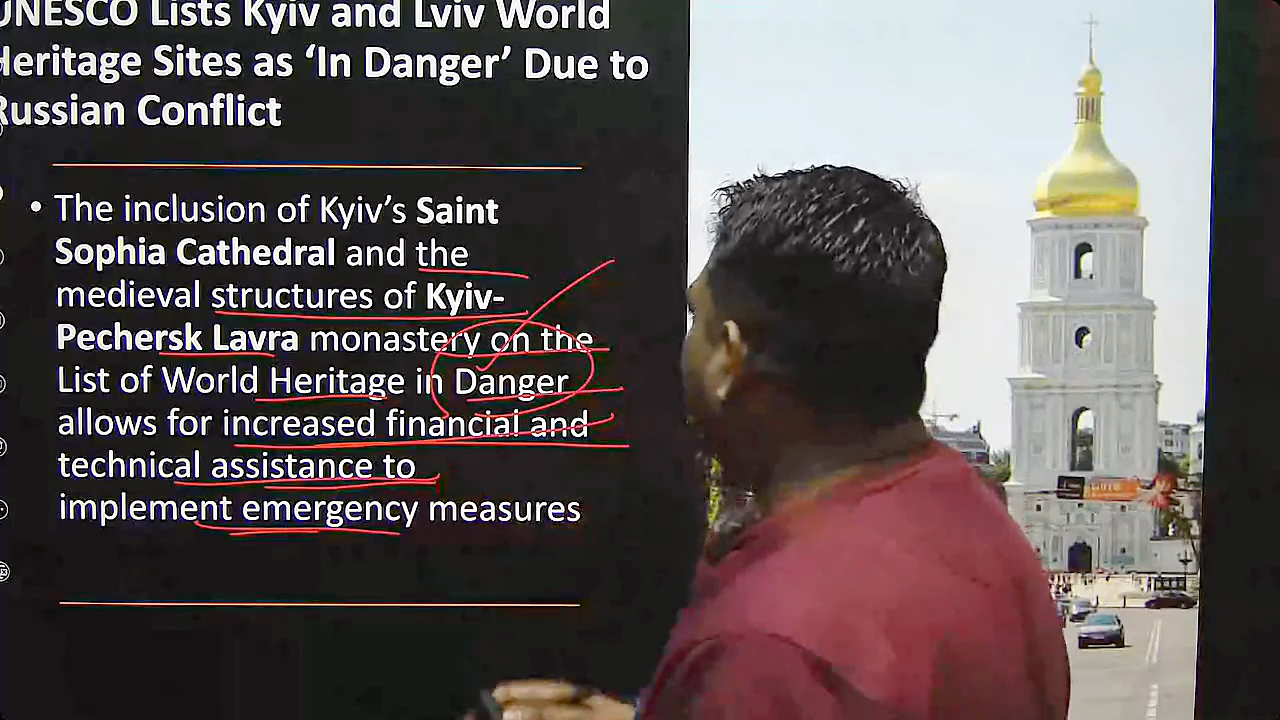 UNESCO Lists Kyiv and Lviv World
Heritage Sites as ‘In Danger’ Due to
Russian Conflict
• The inclusion of Kyiv’s Saint
Sophia Cathedral and the
medieval structures of Kyiv-
Pechersk Lavra monastery on the
List of World Heritage in Danger
allows for increased financial and
technical assistance to
implement emergency measures